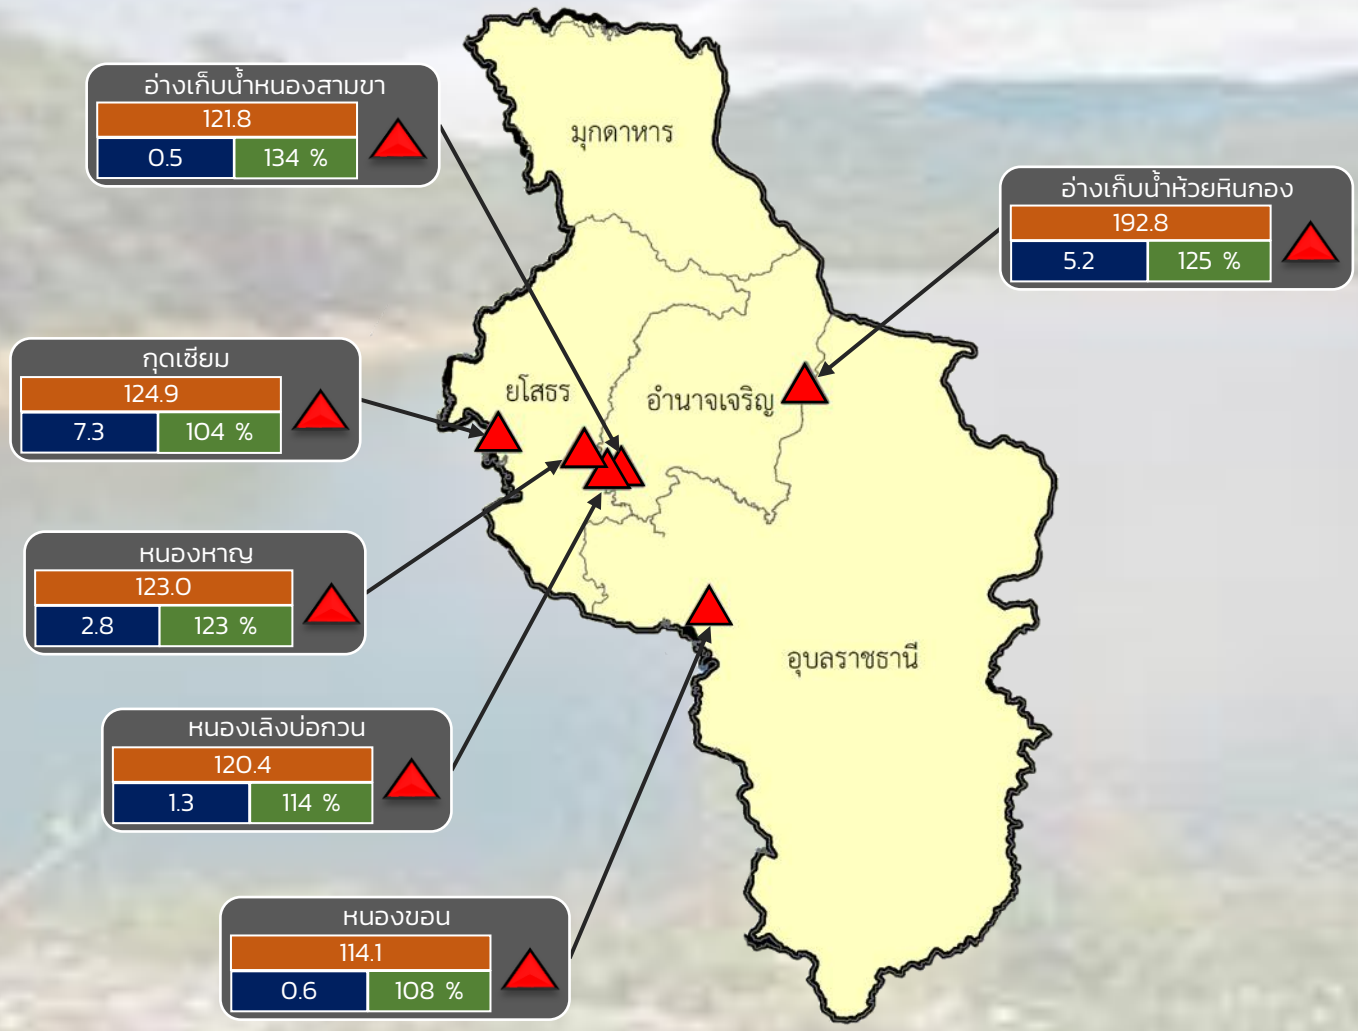 อ่างเก็บน้ำหนองสามขา
121.8
0.5 134 %
มุกดาหาร
อ่างเก็บน้ำห้วยหินกอง
192.8
5.2 125 %
กุดเซียม
124.9
7.3 104 %
ยโสธร
อำนาจเจริญ
หนองหาญ
123.0
2.8 123 %
อุบลราชธานี
หนองเลิงบ่อกวน
120.4
1.3 114 %
หนองขอน
114.1
0.6 108 %